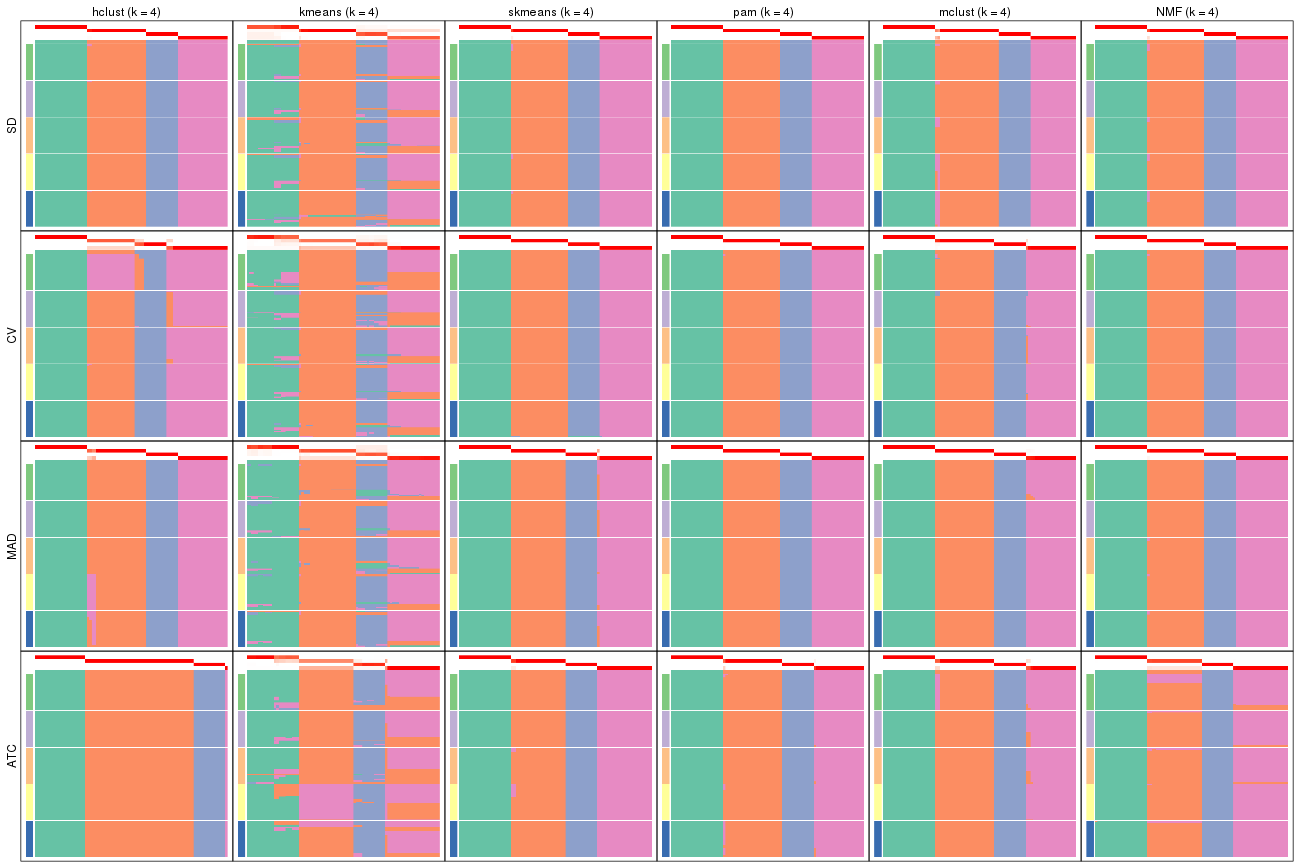 hclust (k = 4)
kmeans (k = 4)
skmeans (k = 4)
pam (k = 4)
mclust (k = 4)
NMF (k = 4)
SD
CV
MAD
ATC